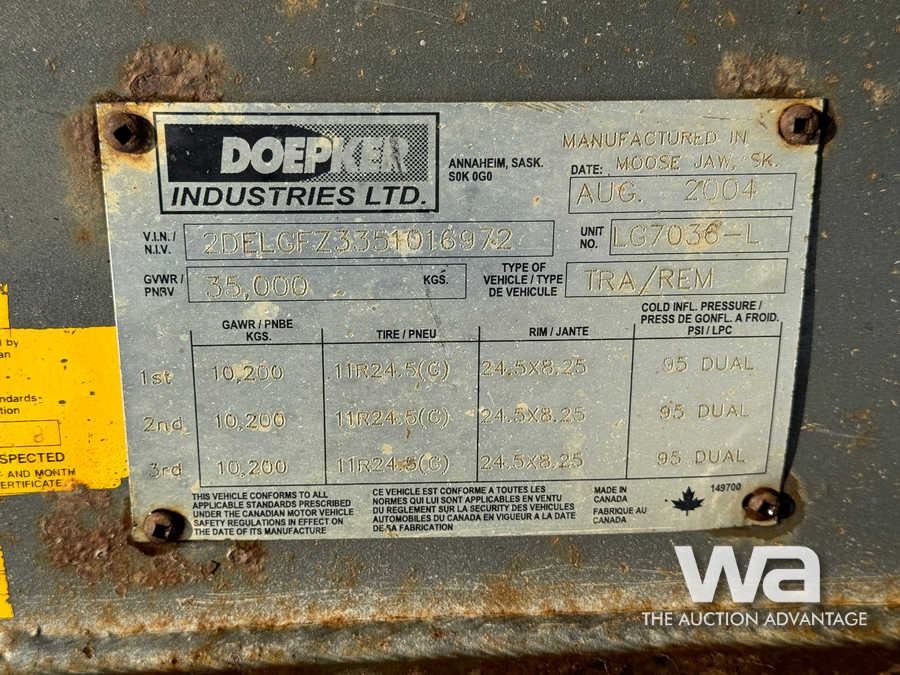 DOEPKER
INDUSTRIES LTD.
ANNAHEIM, SASK.
S0K 0G0
MANUFACTURED IN
MOOSE JAW, SK.
DATE:
AUG. 2004
V.I.N. /
N.I.V.
2DELGFZ3351016972
UNIT
NO.
LG7036-L
GVWR /
PNBV
35,000 KGS.
TYPE OF
VEHICLE / TYPE
DE VEHICULE
TRA/REM
GAWR / PNBE
KGS.
TIRE / PNEU
RIM / JANTE
COLD INFL. PRESSURE /
PRESS DE GONFL. A FROID.
PSI / LPC
1st 10,200 11R24.5(G) 24.5X8.25 95 DUAL
2nd 10,200 11R24.5(G) 24.5X8.25 95 DUAL
3rd 10,200 11R24.5(G) 24.5X8.25 95 DUAL
THIS VEHICLE CONFORMS TO ALL
APPLICABLE STANDARDS PRESCRIBED
UNDER THE CANADIAN MOTOR VEHICLE
SAFETY REGULATIONS IN EFFECT ON
THE DATE OF ITS MANUFACTURE
CE VEHICLE EST CONFORME A TOUTES LES
NORMES QUI LUI SONT APPLICABLES EN VENTU
DU REGLEMENT SUR LA SECURITY DES VEHICLES
AUTOMOBILES DU CANADA EN VIGUEUR A LA DATE
DE SA FABRICATION
MADE IN
CANADA
FABRIQUE AU
CANADA
149700
by
an
ndards-
tion
SPECTED
AND MONTH
ERTIFICATE.
wa
THE AUCTION ADVANTAGE